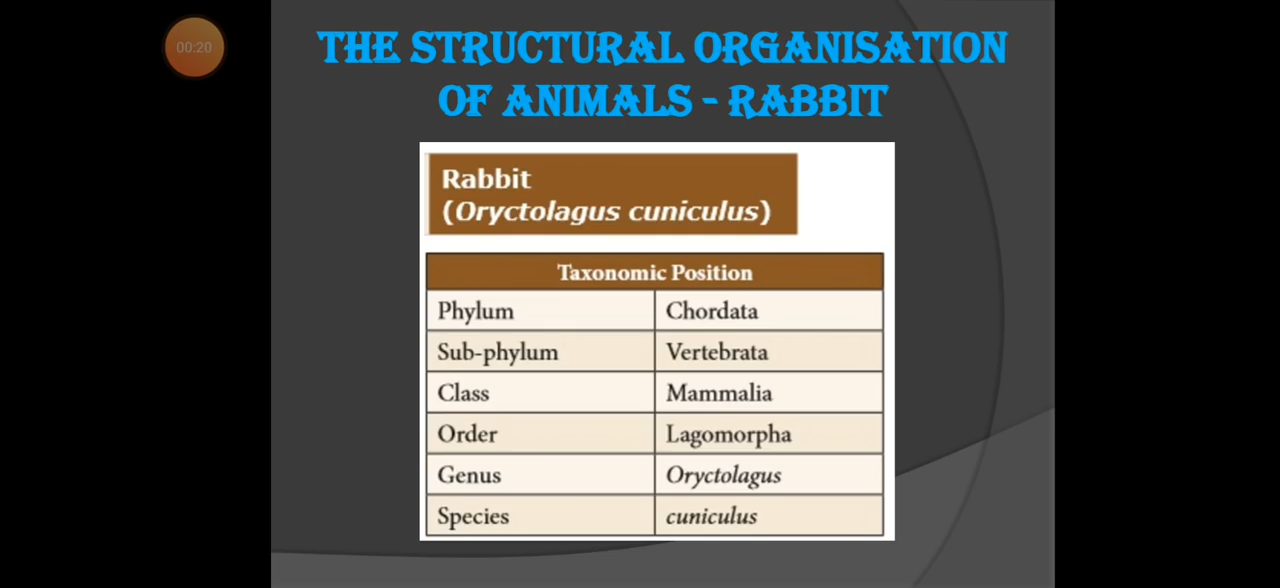 00:20
THE STRUCTURAL ORGANISATION
OF ANIMALS - RABBIT
Rabbit
(Oryctolagus cuniculus)
Taxonomic Position
Phylum Chordata
Sub-phylum Vertebrata
Class Mammalia
Order Lagomorpha
Genus Oryctolagus
Species cuniculus